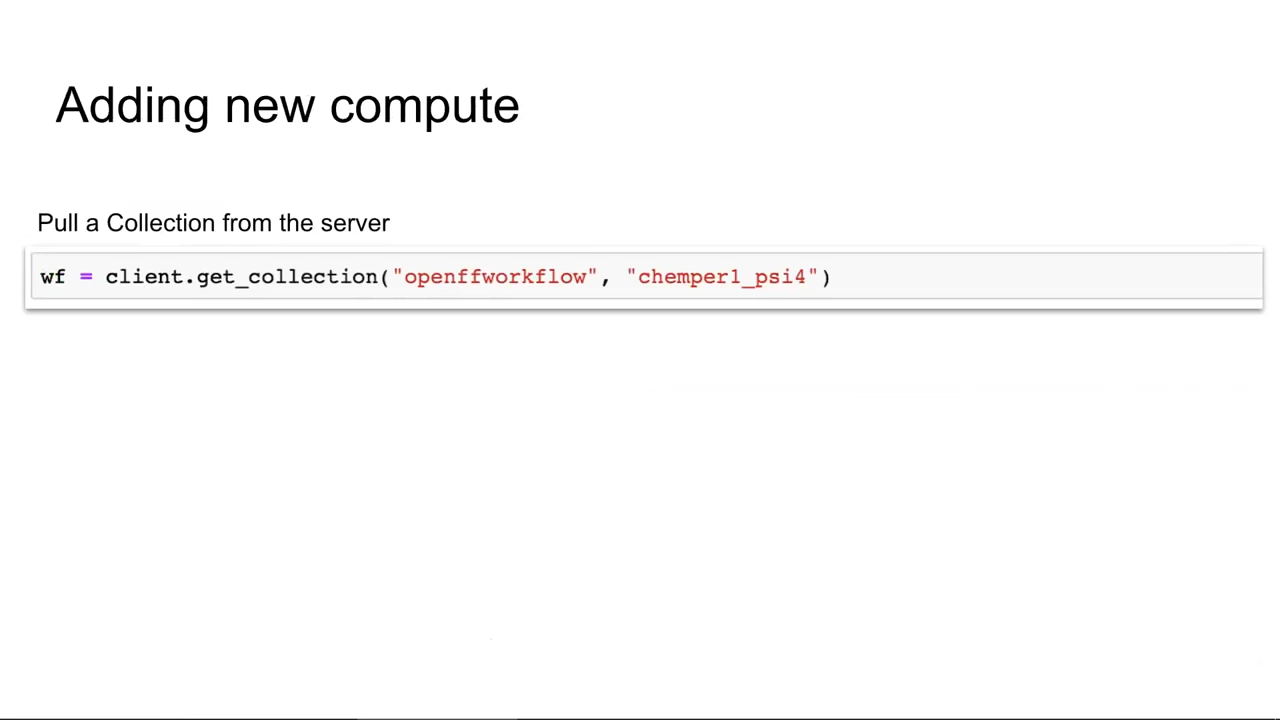 Adding new compute
Pull a Collection from the server
wf = client.get_collection("openffworkflow", "chemper1_psi4")